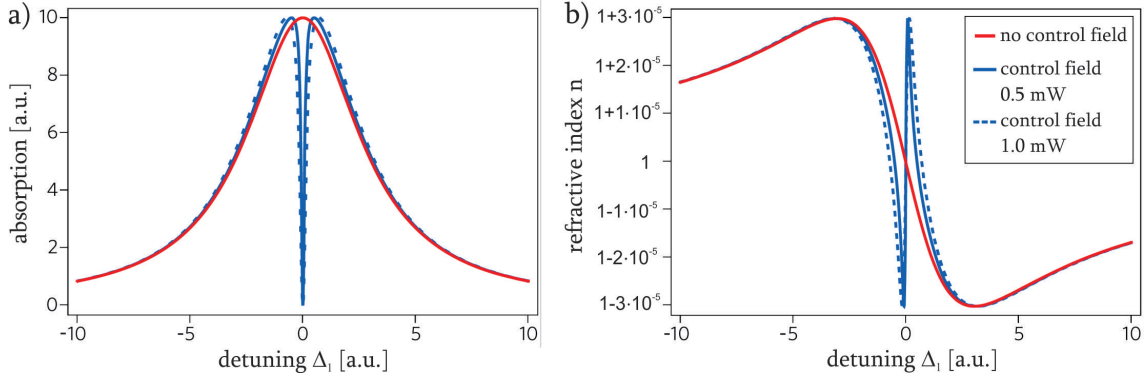 a)
absorption [a.u.]
10
8
6
4
2
0
-10
-5
0
5
10
detuning Δ₁ [a.u.]
b)
refractive index n
1+3·10⁻⁵
1+2·10⁻⁵
1+1·10⁻⁵
1
1-1·10⁻⁵
1-2·10⁻⁵
1-3·10⁻⁵
-10
-5
0
5
10
detuning Δ₁ [a.u.]
no control field
control field
0.5 mW
control field
1.0 mW